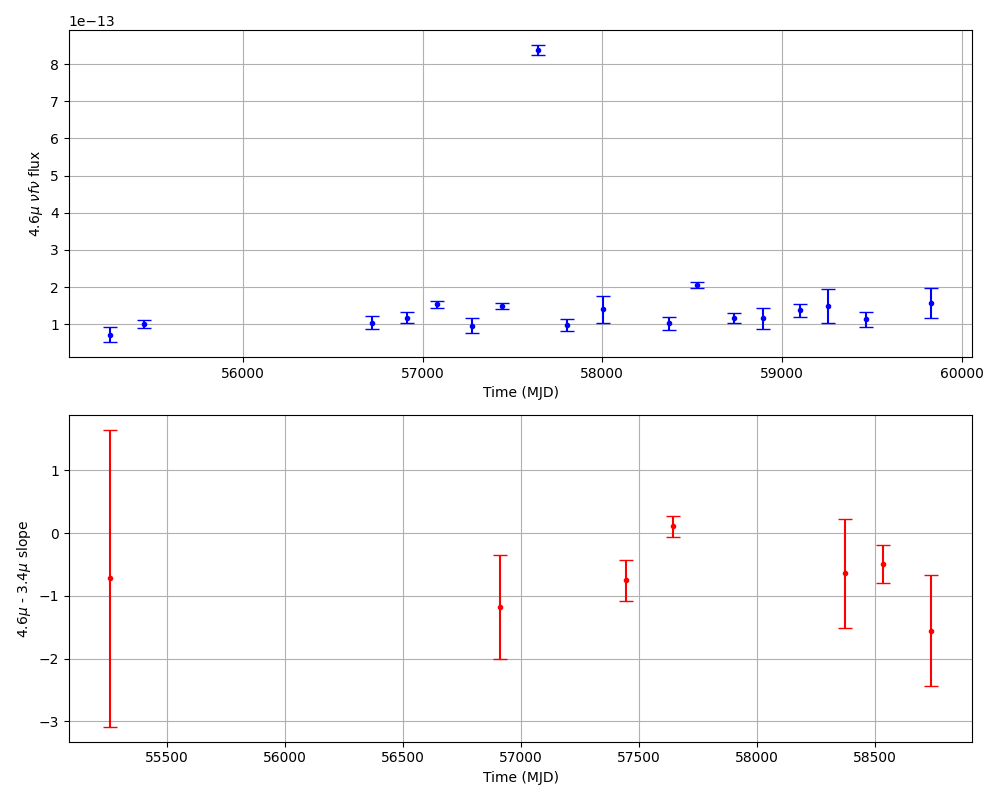 1e−13
8
7
6
5
4
3
2
1
4.6μ νfν flux
56000 57000 58000 59000 60000
Time (MJD)
1
0
−1
−2
−3
4.6μ - 3.4μ slope
55500 56000 56500 57000 57500 58000 58500
Time (MJD)